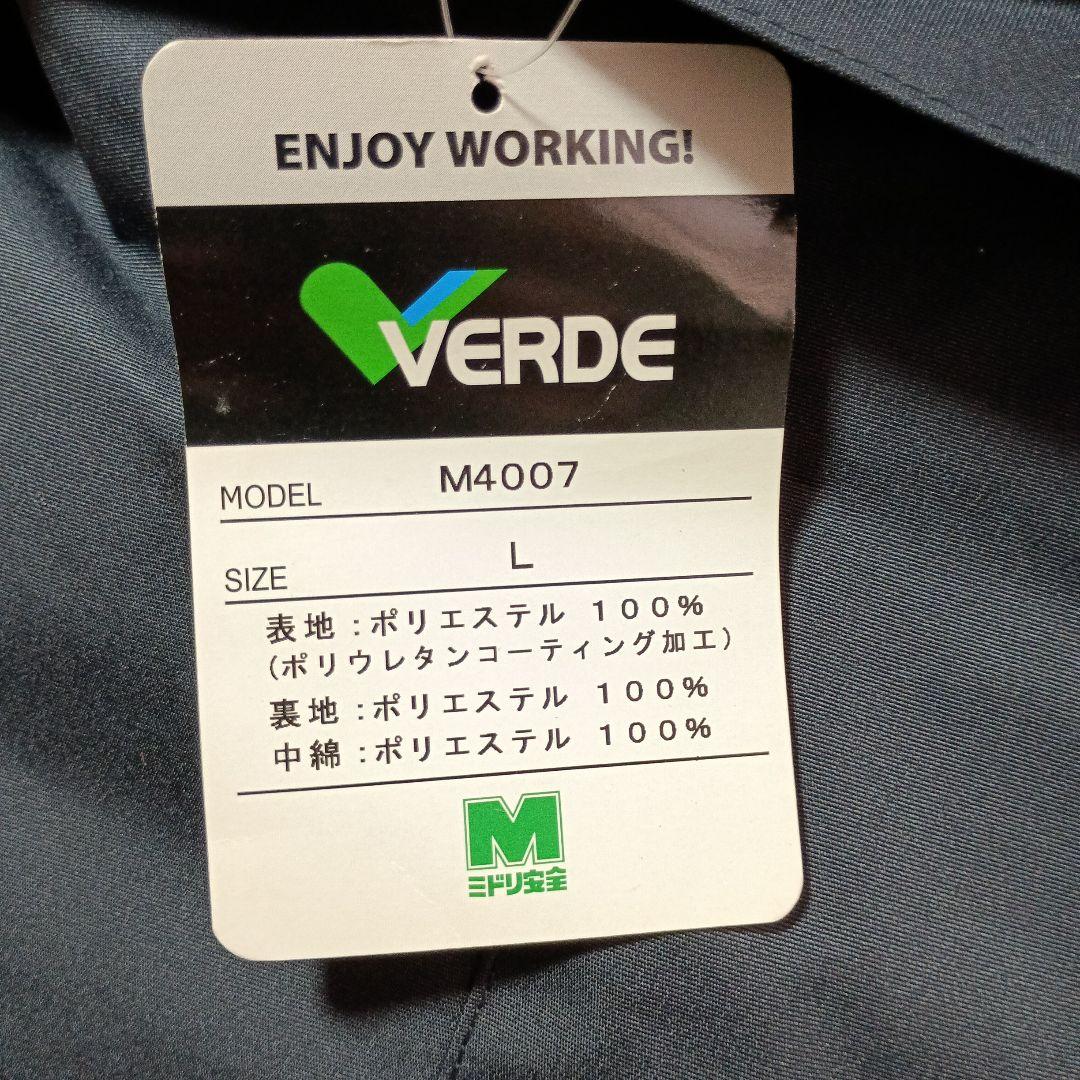 ENJOY WORKING!
VERDE
MODEL M4007
SIZE L
表地:ポリエステル 100%
(ポリウレタンコーティング加工)
裏地:ポリエステル 100%
中綿:ポリエステル 100%
M
ミドリ安全